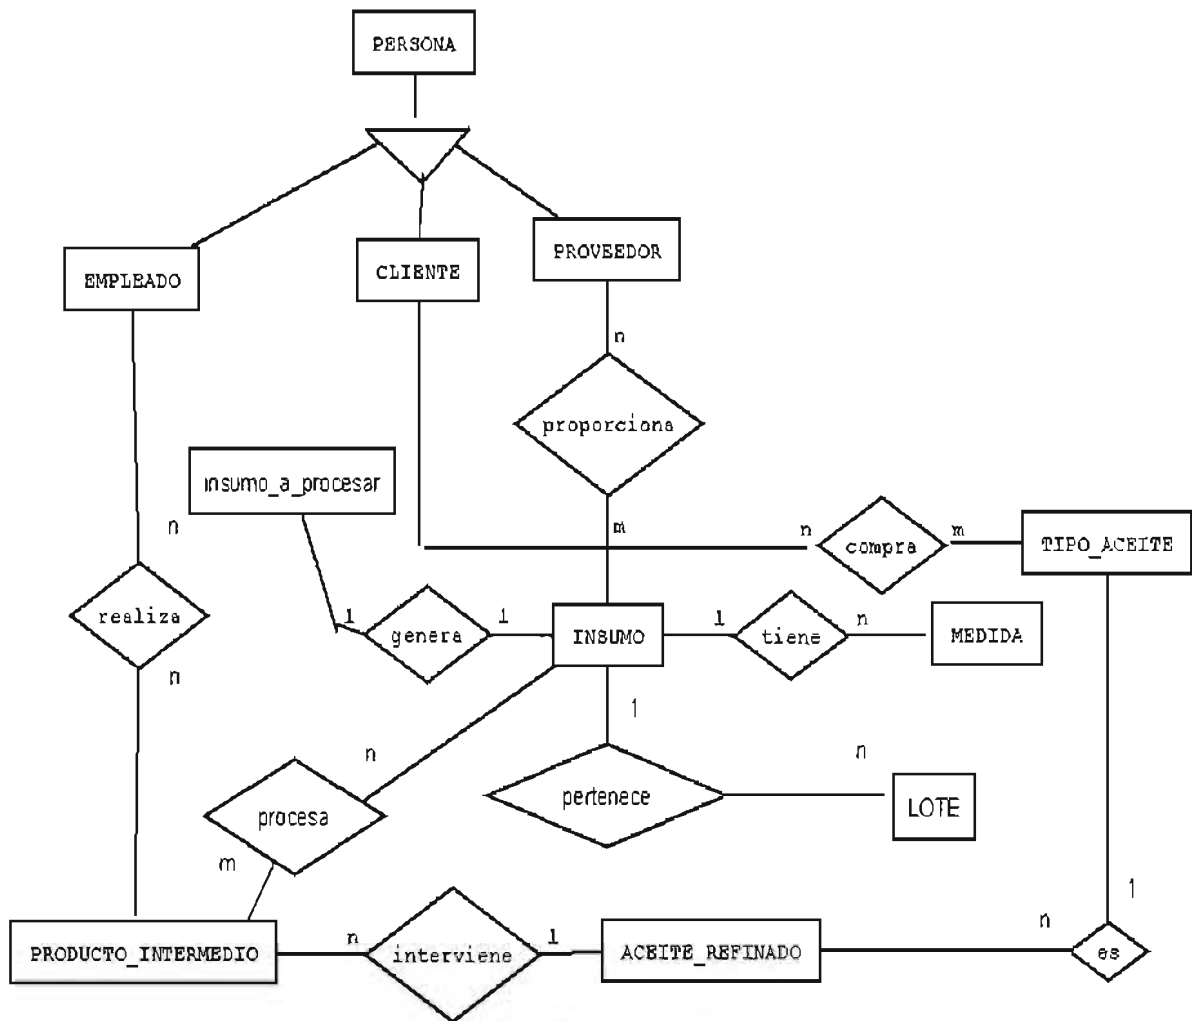 PERSONA
PROVEEDOR
CLIENTE
EMPLEADO
n
proporciona
insumo_a_procesar
n
m
n
compra
m
TIPO_ACEITE
realiza
n
1
genera
1
INSUMO
1
tiene
n
MEDIDA
1
n
pertenece
n
LOTE
procesa
m
1
n
PRODUCTO_INTERMEDIO
n
interviene
1
ACEITE_REFINADO
es